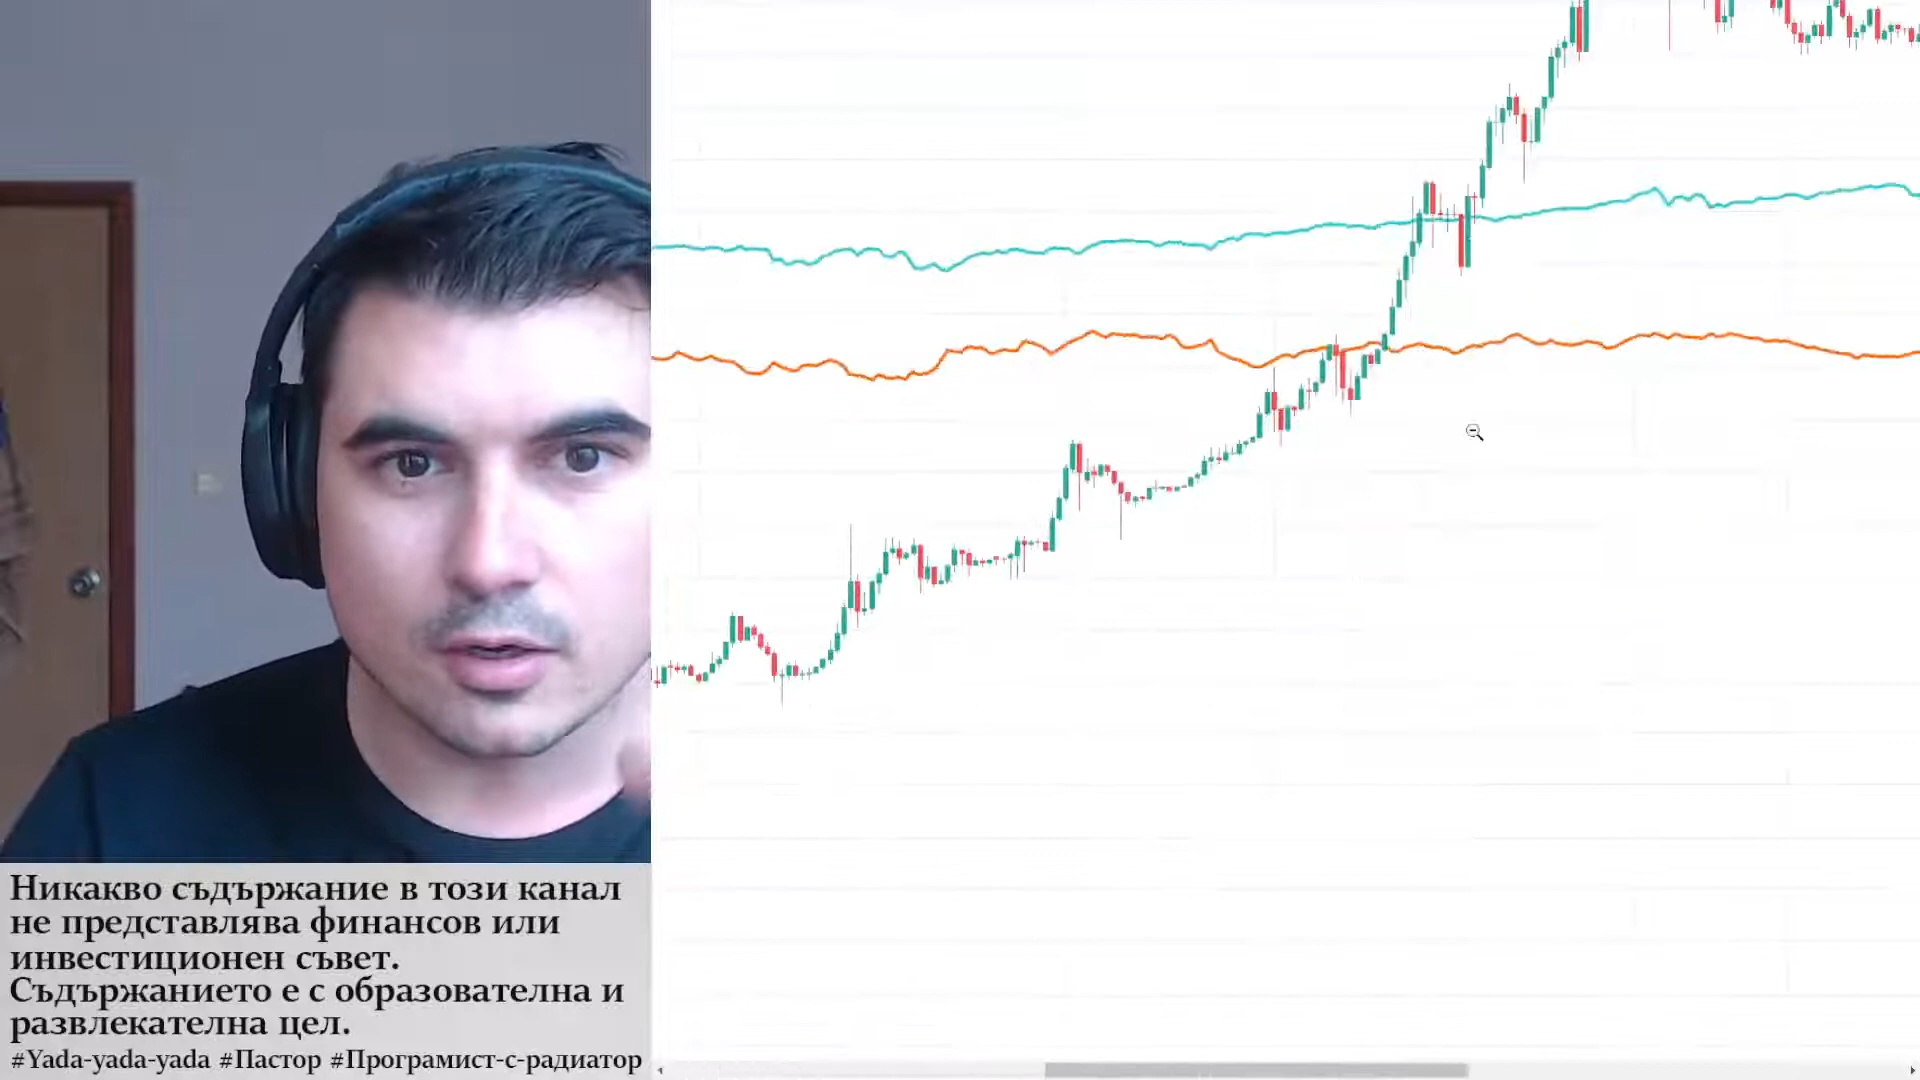 Никакво съдържание в този канал
не представлява финансов или
инвестиционен съвет.
Съдържанието е с образователна и
развлекателна цел.
#Yada-yada-yada #Пастор #Програмист-с-радиатор